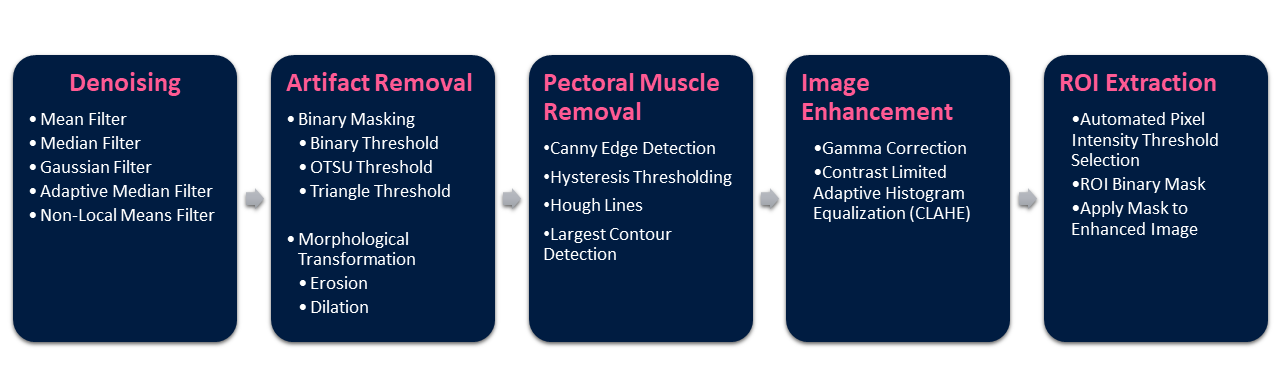 Denoising
•Mean Filter
•Median Filter
•Gaussian Filter
•Adaptive Median Filter
•Non-Local Means Filter
Artifact Removal
•Binary Masking
•Binary Threshold
•OTSU Threshold
•Triangle Threshold
•Morphological
Transformation
•Erosion
•Dilation
Pectoral Muscle
Removal
•Canny Edge Detection
•Hysteresis Thresholding
•Hough Lines
•Largest Contour
Detection
Image
Enhancement
•Gamma Correction
•Contrast Limited
Adaptive Histogram
Equalization (CLAHE)
ROI Extraction
•Automated Pixel
Intensity Threshold
Selection
•ROI Binary Mask
•Apply Mask to
Enhanced Image